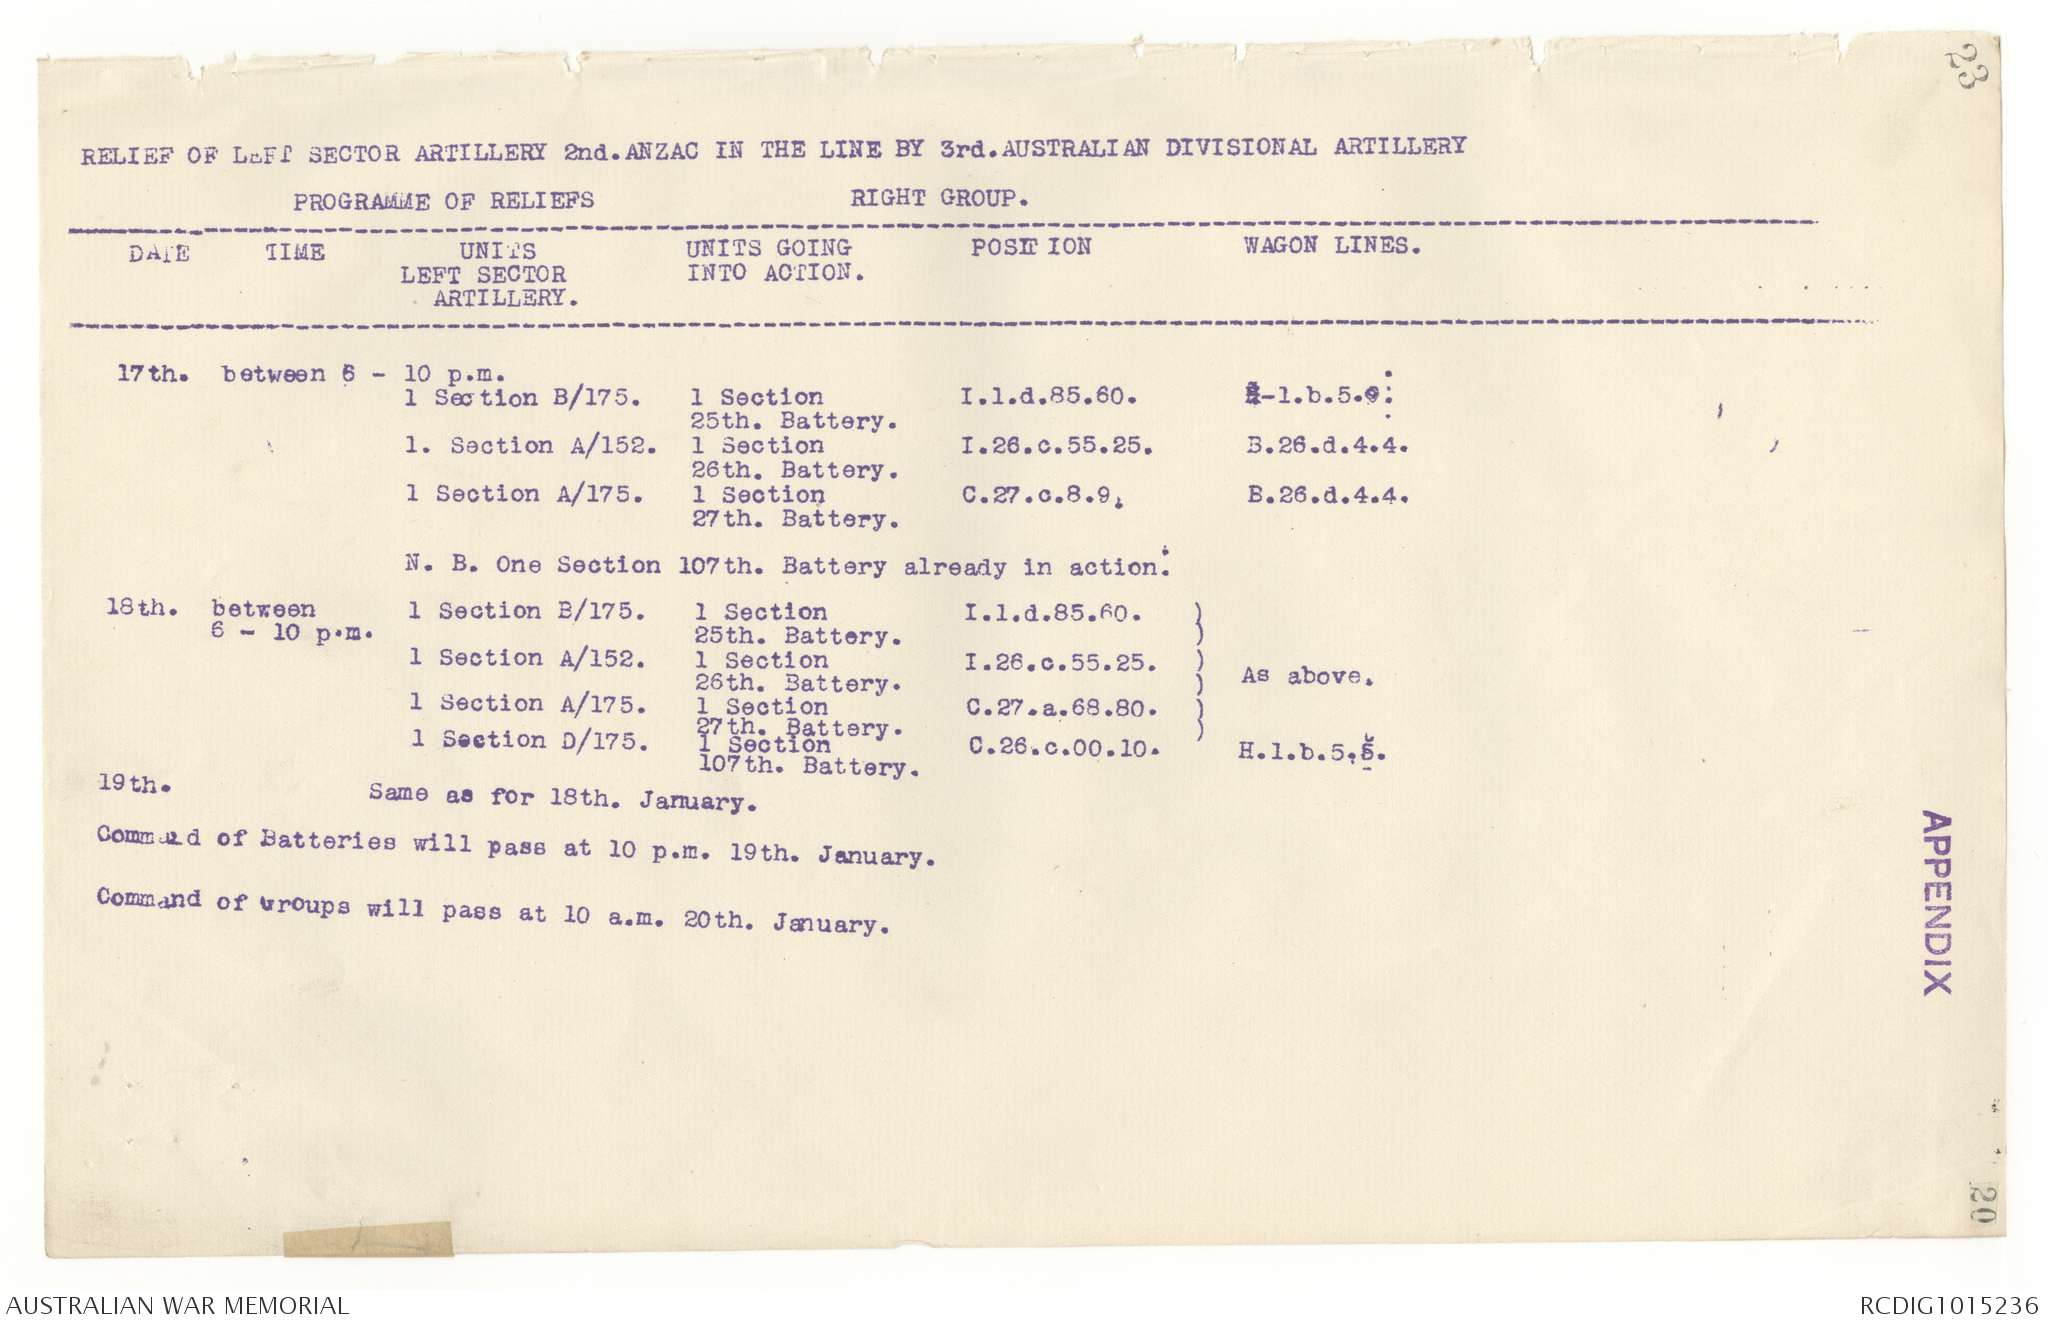 23
RELIEF OF LEFT SECTOR ARTILLERY 2nd.ANZAC IN THE LINE BY 3rd.AUSTRALIAN DIVISIONAL ARTILLERY
PROGRAMME OF RELIEFS RIGHT GROUP.
DATE TIME UNITS UNITS GOING POSITION WAGON LINES.
LEFT SECTOR INTO ACTION.
ARTILLERY.
17th. between 6 - 10 p.m.
1 Section B/175. 1 Section I.1.d.85.60. -1.b.5.
25th. Battery.
1. Section A/152. 1 Section I.26.c.55.25. B.26.d.4.4.
26th. Battery.
1 Section A/175. 1 Section C.27.c.8.9. B.26.d.4.4.
27th. Battery.
N. B. One Section 107th. Battery already in action.
18th. between 1 Section B/175. 1 Section I.1.d.85.60. )
6 - 10 p.m. 25th. Battery. )
1 Section A/152. 1 Section I.26.c.55.25. )
26th. Battery. ) As above.
1 Section A/175. 1 Section C.27.a.68.80. )
27th. Battery. )
1 Section D/175. 1 Section C.26.c.00.10. H.1.b.5.5.
107th. Battery.
19th. Same as for 18th. January.
Command of Batteries will pass at 10 p.m. 19th. January.
Command of Groups will pass at 10 a.m. 20th. January.
APPENDIX
20
AUSTRALIAN WAR MEMORIAL RCDIG1015236